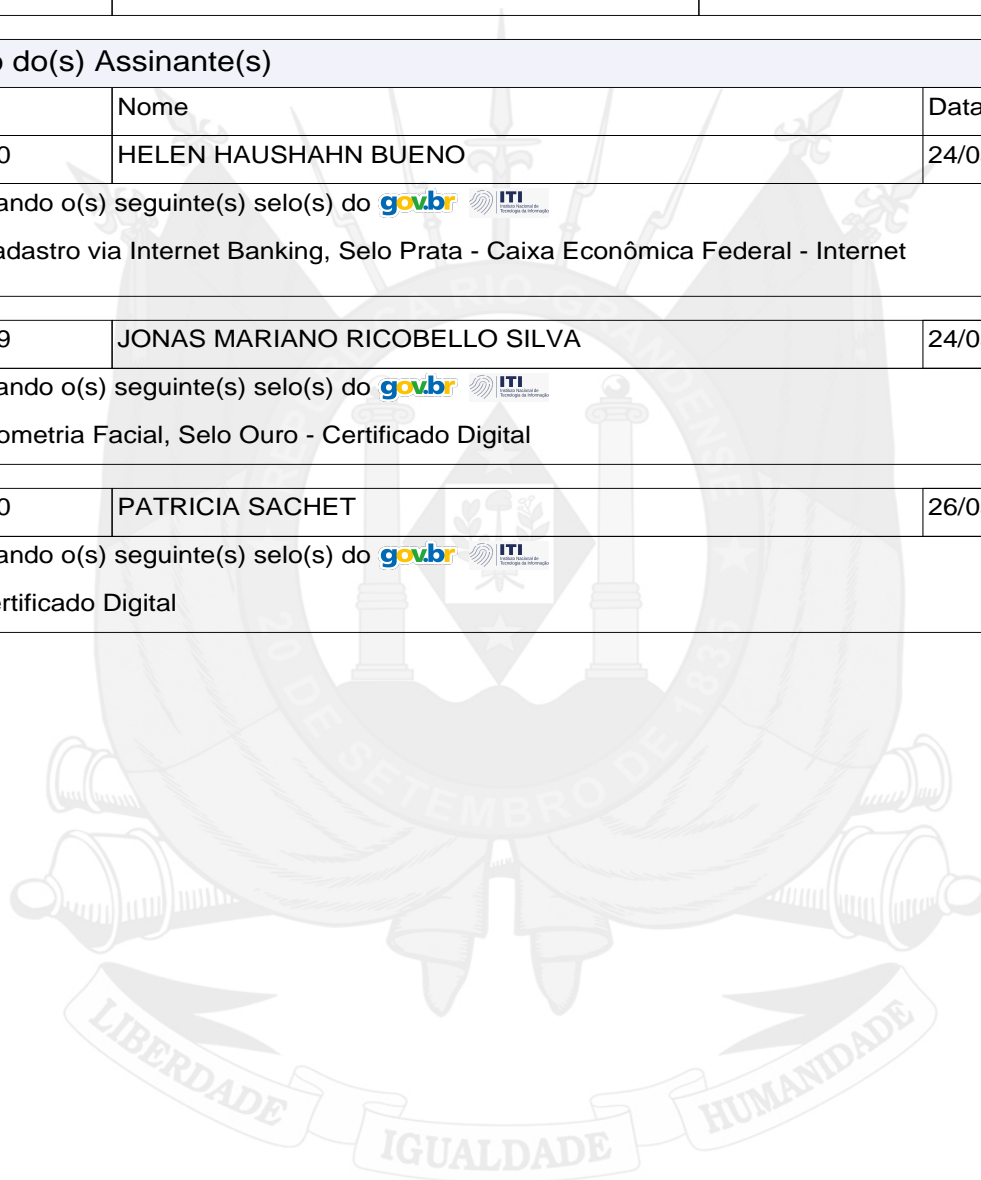 o do(s) Assinante(s)
Nome Data
0 HELEN HAUSHAHN BUENO 24/0
ando o(s) seguinte(s) selo(s) do gov.br ITI
adastro via Internet Banking, Selo Prata - Caixa Econômica Federal - Internet
9 JONAS MARIANO RICOBELLO SILVA 24/0
ando o(s) seguinte(s) selo(s) do gov.br ITI
ometria Facial, Selo Ouro - Certificado Digital
0 PATRICIA SACHET 26/0
ando o(s) seguinte(s) selo(s) do gov.br ITI
ertificado Digital
REPUBLICA RIO GRANDENSE
20 DE SETEMBRO DE 1835
LIBERDADE IGUALDADE HUMANIDADE